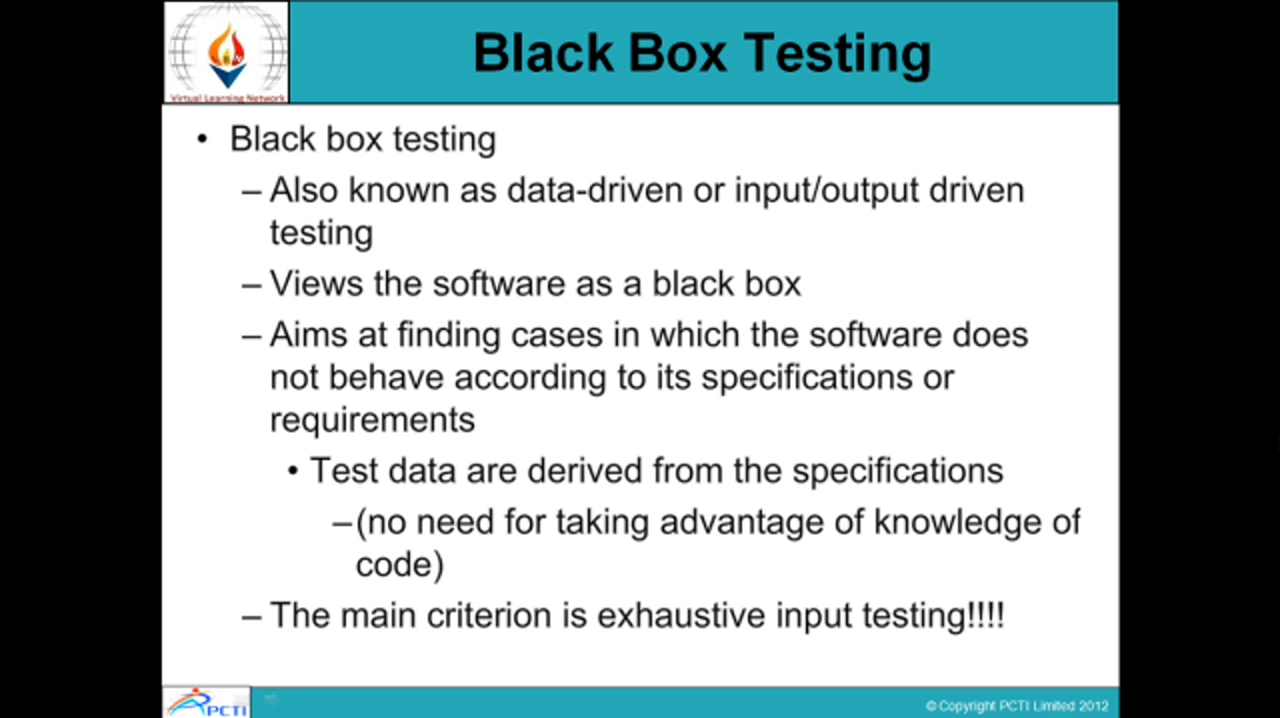 Black Box Testing
Virtual Learning Network
• Black box testing
– Also known as data-driven or input/output driven
testing
– Views the software as a black box
– Aims at finding cases in which the software does
not behave according to its specifications or
requirements
• Test data are derived from the specifications
–(no need for taking advantage of knowledge of
code)
– The main criterion is exhaustive input testing!!!!
PCTI
© Copyright PCTI Limited 2012